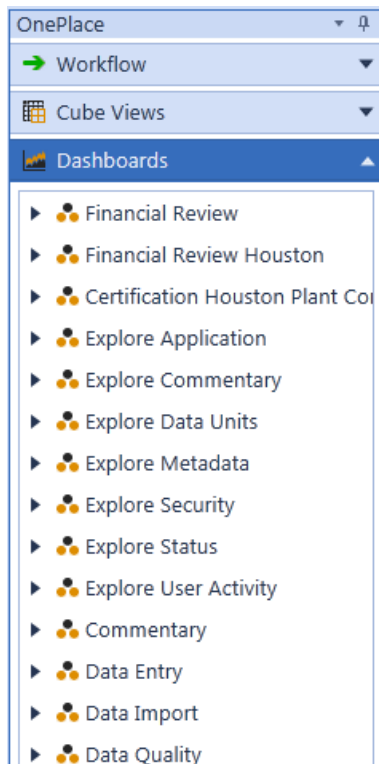 OnePlace
Workflow
Cube Views
Dashboards
Financial Review
Financial Review Houston
Certification Houston Plant
Explore Application
Explore Commentary
Explore Data Units
Explore Metadata
Explore Security
Explore Status
Explore User Activity
Commentary
Data Entry
Data Import
Data Quality